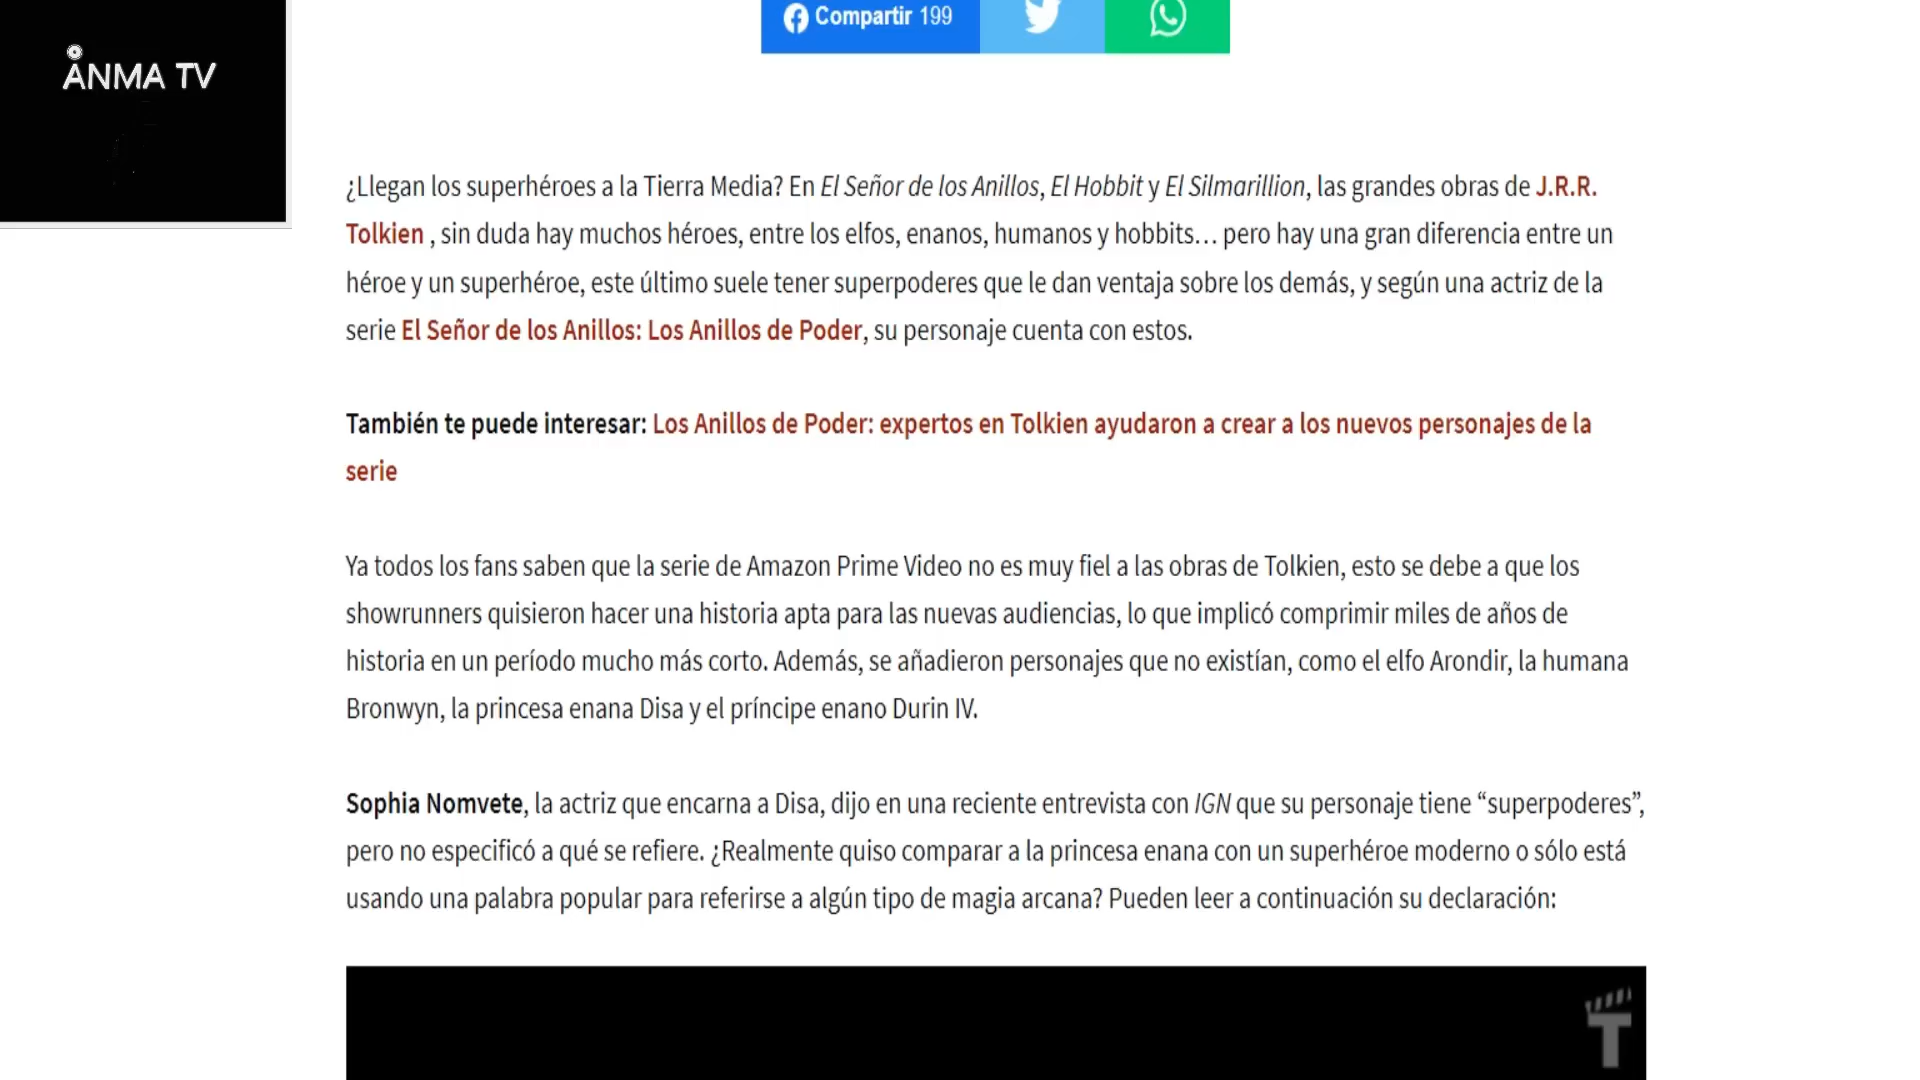 ANMA TV
Compartir 199
¿Llegan los superhéroes a la Tierra Media? En El Señor de los Anillos, El Hobbit y El Silmarillion, las grandes obras de J.R.R.
Tolkien , sin duda hay muchos héroes, entre los elfos, enanos, humanos y hobbits… pero hay una gran diferencia entre un
héroe y un superhéroe, este último suele tener superpoderes que le dan ventaja sobre los demás, y según una actriz de la
serie El Señor de los Anillos: Los Anillos de Poder, su personaje cuenta con estos.
También te puede interesar: Los Anillos de Poder: expertos en Tolkien ayudaron a crear a los nuevos personajes de la
serie
Ya todos los fans saben que la serie de Amazon Prime Video no es muy fiel a las obras de Tolkien, esto se debe a que los
showrunners quisieron hacer una historia apta para las nuevas audiencias, lo que implicó comprimir miles de años de
historia en un período mucho más corto. Además, se añadieron personajes que no existían, como el elfo Arondir, la humana
Bronwyn, la princesa enana Disa y el príncipe enano Durin IV.
Sophia Nomvete, la actriz que encarna a Disa, dijo en una reciente entrevista con IGN que su personaje tiene “superpoderes”,
pero no especificó a qué se refiere. ¿Realmente quiso comparar a la princesa enana con un superhéroe moderno o sólo está
usando una palabra popular para referirse a algún tipo de magia arcana? Pueden leer a continuación su declaración:
T